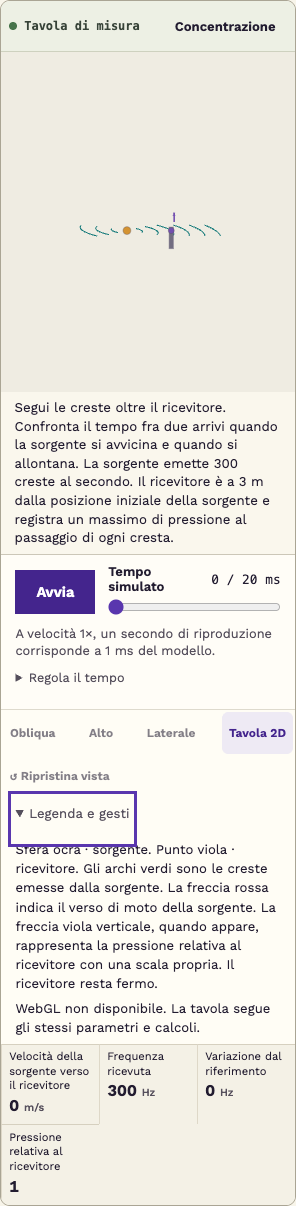 Tavola di misura
Concentrazione
Segui le creste oltre il ricevitore.
Confronta il tempo fra due arrivi quando
la sorgente si avvicina e quando si
allontana. La sorgente emette 300
creste al secondo. Il ricevitore è a 3 m
dalla posizione iniziale della sorgente e
registra un massimo di pressione al
passaggio di ogni cresta.
Avvia
Tempo
simulato
0 / 20 ms
A velocità 1×, un secondo di riproduzione
corrisponde a 1 ms del modello.
▶ Regola il tempo
Obliqua
Alto
Laterale
Tavola 2D
↺ Ripristina vista
▼ Legenda e gesti
Sfera ocra · sorgente. Punto viola ·
ricevitore. Gli archi verdi sono le creste
emesse dalla sorgente. La freccia rossa
indica il verso di moto della sorgente. La
freccia viola verticale, quando appare,
rappresenta la pressione relativa al
ricevitore con una scala propria. Il
ricevitore resta fermo.
WebGL non disponibile. La tavola segue
gli stessi parametri e calcoli.
Velocità della
sorgente verso
il ricevitore
0 m/s
Frequenza
ricevuta
300 Hz
Variazione dal
riferimento
0 Hz
Pressione
relativa al
ricevitore
1